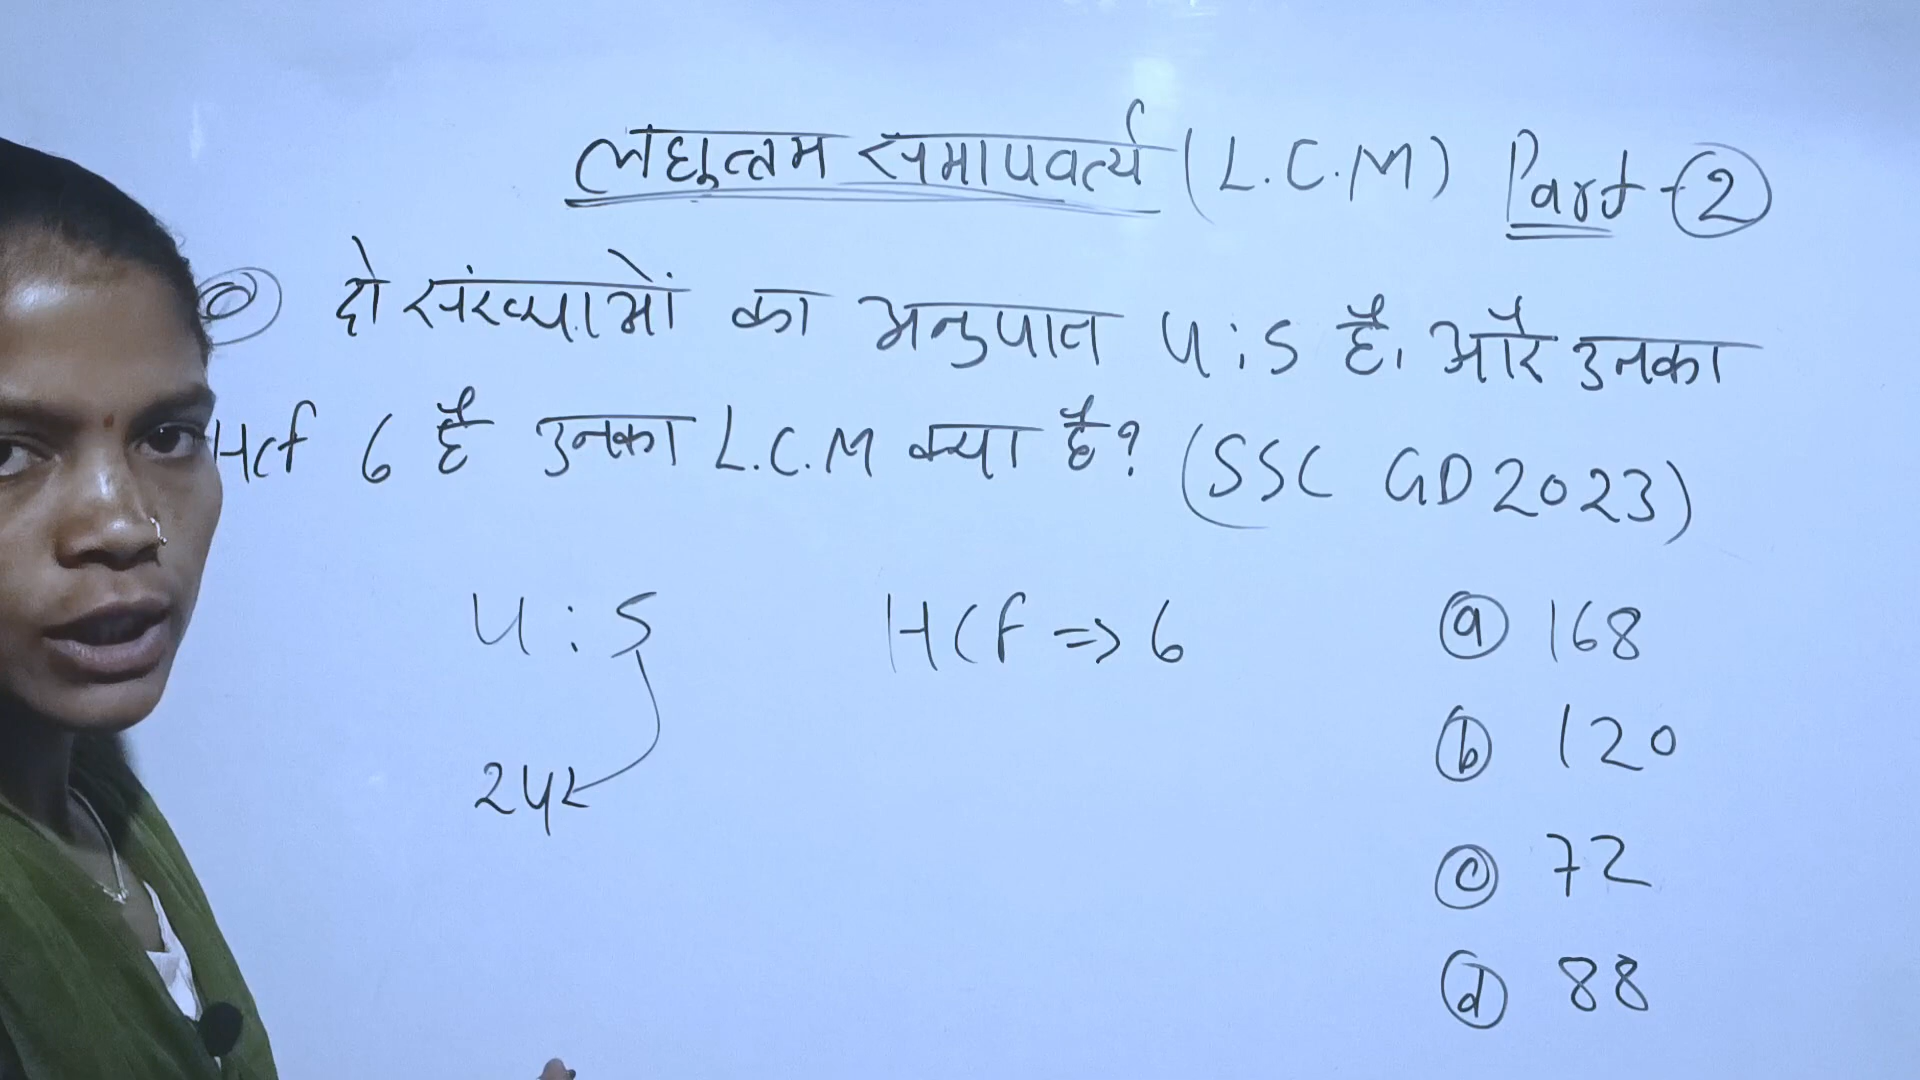 लघुत्तम समापवर्त्य (L.C.M) Part-2
दो संख्याओं का अनुपात 4:5 है, और उनका
Hcf 6 है उनका L.C.M क्या है? (SSC GD 2023)
4:5 HCF => 6 a 168
b 120
24
c 72
d 88